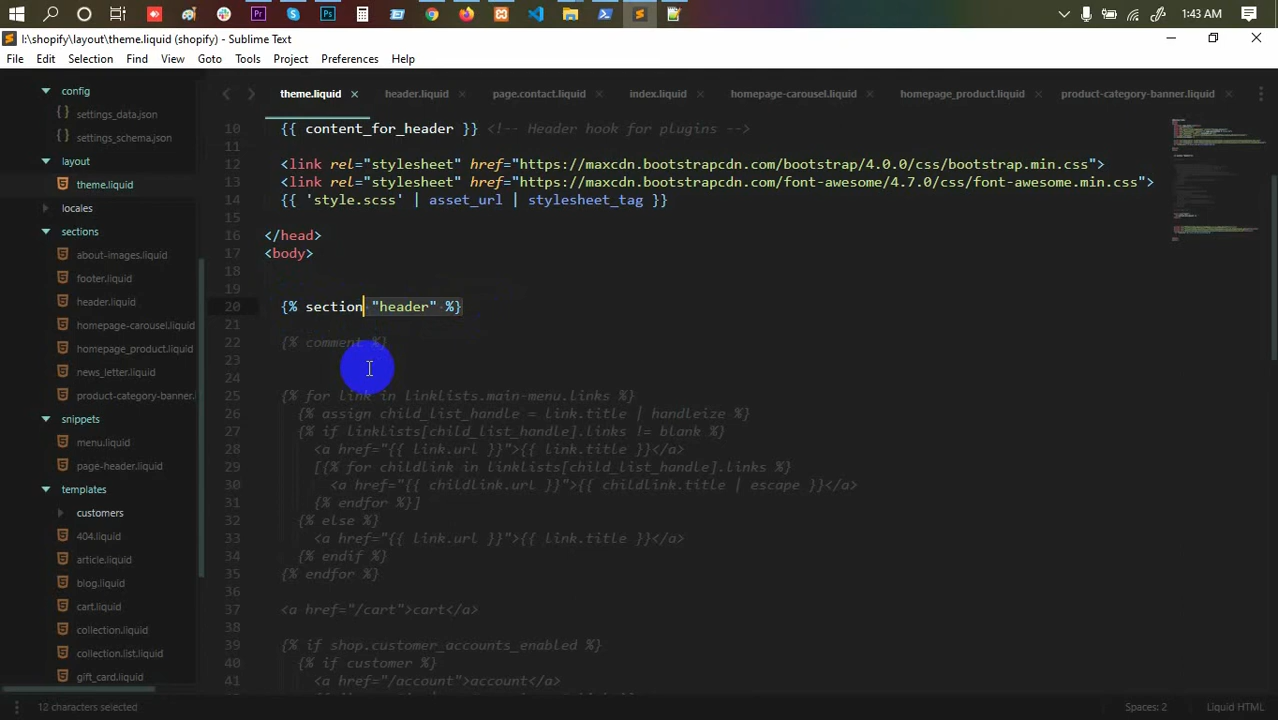 1:43 AM
I:\shopify\layout\theme.liquid (shopify) - Sublime Text
File Edit Selection Find View Goto Tools Project Preferences Help
config
settings_data.json
settings_schema.json
layout
theme.liquid
locales
sections
about-images.liquid
footer.liquid
header.liquid
homepage-carousel.liquid
homepage_product.liquid
news_letter.liquid
product-category-banner.
snippets
menu.liquid
page-header.liquid
templates
customers
404.liquid
article.liquid
blog.liquid
cart.liquid
collection.liquid
collection.list.liquid
gift_card.liquid
theme.liquid header.liquid page.contact.liquid index.liquid homepage-carousel.liquid homepage_product.liquid product-category-banner.liquid
10 {{ content_for_header }} <!-- Header hook for plugins -->
11
12 <link rel="stylesheet" href="https://maxcdn.bootstrapcdn.com/bootstrap/4.0.0/css/bootstrap.min.css">
13 <link rel="stylesheet" href="https://maxcdn.bootstrapcdn.com/font-awesome/4.7.0/css/font-awesome.min.css">
14 {{ 'style.scss' | asset_url | stylesheet_tag }}
15
16 </head>
17 <body>
18
19
20 {% section "header" %}
21
22 {% comment %}
23
24
25 {% for link in linklists.main-menu.links %}
26 {% assign child_list_handle = link.title | handleize %}
27 {% if linklists[child_list_handle].links != blank %}
28 <a href="{{ link.url }}">{{ link.title }}</a>
29 [{% for childlink in linklists[child_list_handle].links %}
30 <a href="{{ childlink.url }}">{{ childlink.title | escape }}</a>
31 {% endfor %}]
32 {% else %}
33 <a href="{{ link.url }}">{{ link.title }}</a>
34 {% endif %}
35 {% endfor %}
36
37 <a href="/cart">cart</a>
38
39 {% if shop.customer_accounts_enabled %}
40 {% if customer %}
41 <a href="/account">account</a>
12 characters selected
Spaces: 2
Liquid HTML